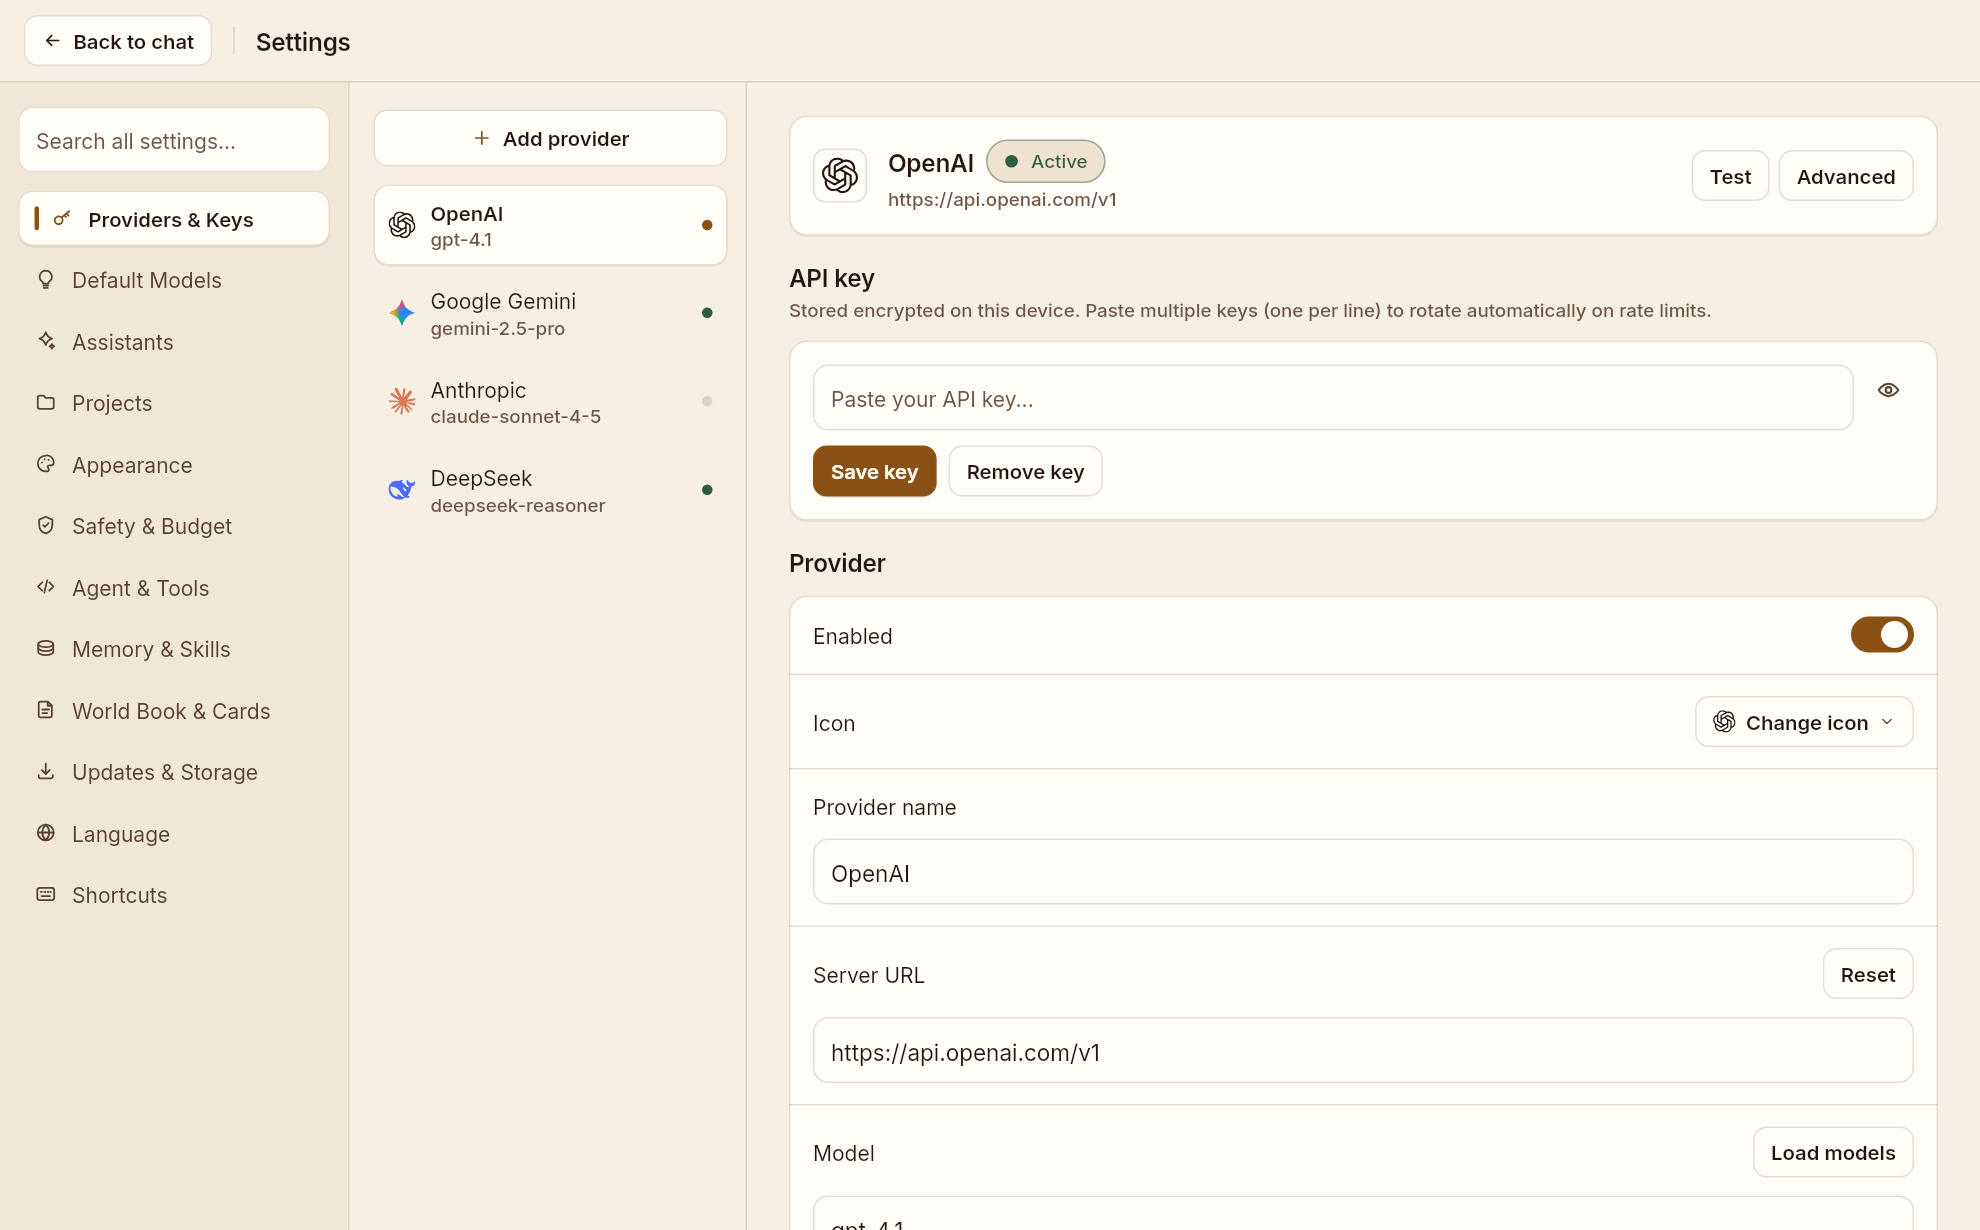 Back to chat
Settings
Search all settings...
Providers & Keys
Default Models
Assistants
Projects
Appearance
Safety & Budget
Agent & Tools
Memory & Skills
World Book & Cards
Updates & Storage
Language
Shortcuts
Add provider
OpenAI
gpt-4.1
Google Gemini
gemini-2.5-pro
Anthropic
claude-sonnet-4-5
DeepSeek
deepseek-reasoner
OpenAI
Active
https://api.openai.com/v1
Test
Advanced
API key
Stored encrypted on this device. Paste multiple keys (one per line) to rotate automatically on rate limits.
Paste your API key...
Save key
Remove key
Provider
Enabled
Icon
Change icon
Provider name
OpenAI
Server URL
Reset
https://api.openai.com/v1
Model
Load models
gpt-4.1